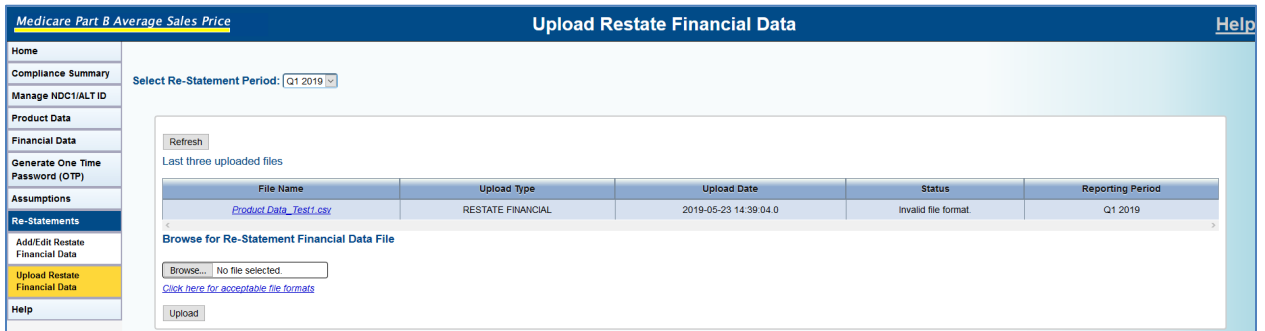 Medicare Part B Average Sales Price
Upload Restate Financial Data
Help
Home
Compliance Summary
Manage NDC1/ALT ID
Product Data
Financial Data
Generate One Time
Password (OTP)
Assumptions
Re-Statements
Add/Edit Restate
Financial Data
Upload Restate
Financial Data
Help
Select Re-Statement Period: Q1 2019
Refresh
Last three uploaded files
File Name Upload Type Upload Date Status Reporting Period
Product Data_Test1.csv RESTATE FINANCIAL 2019-05-23 14:39:04.0 Invalid file format. Q1 2019
Browse for Re-Statement Financial Data File
Browse... No file selected.
Click here for acceptable file formats
Upload